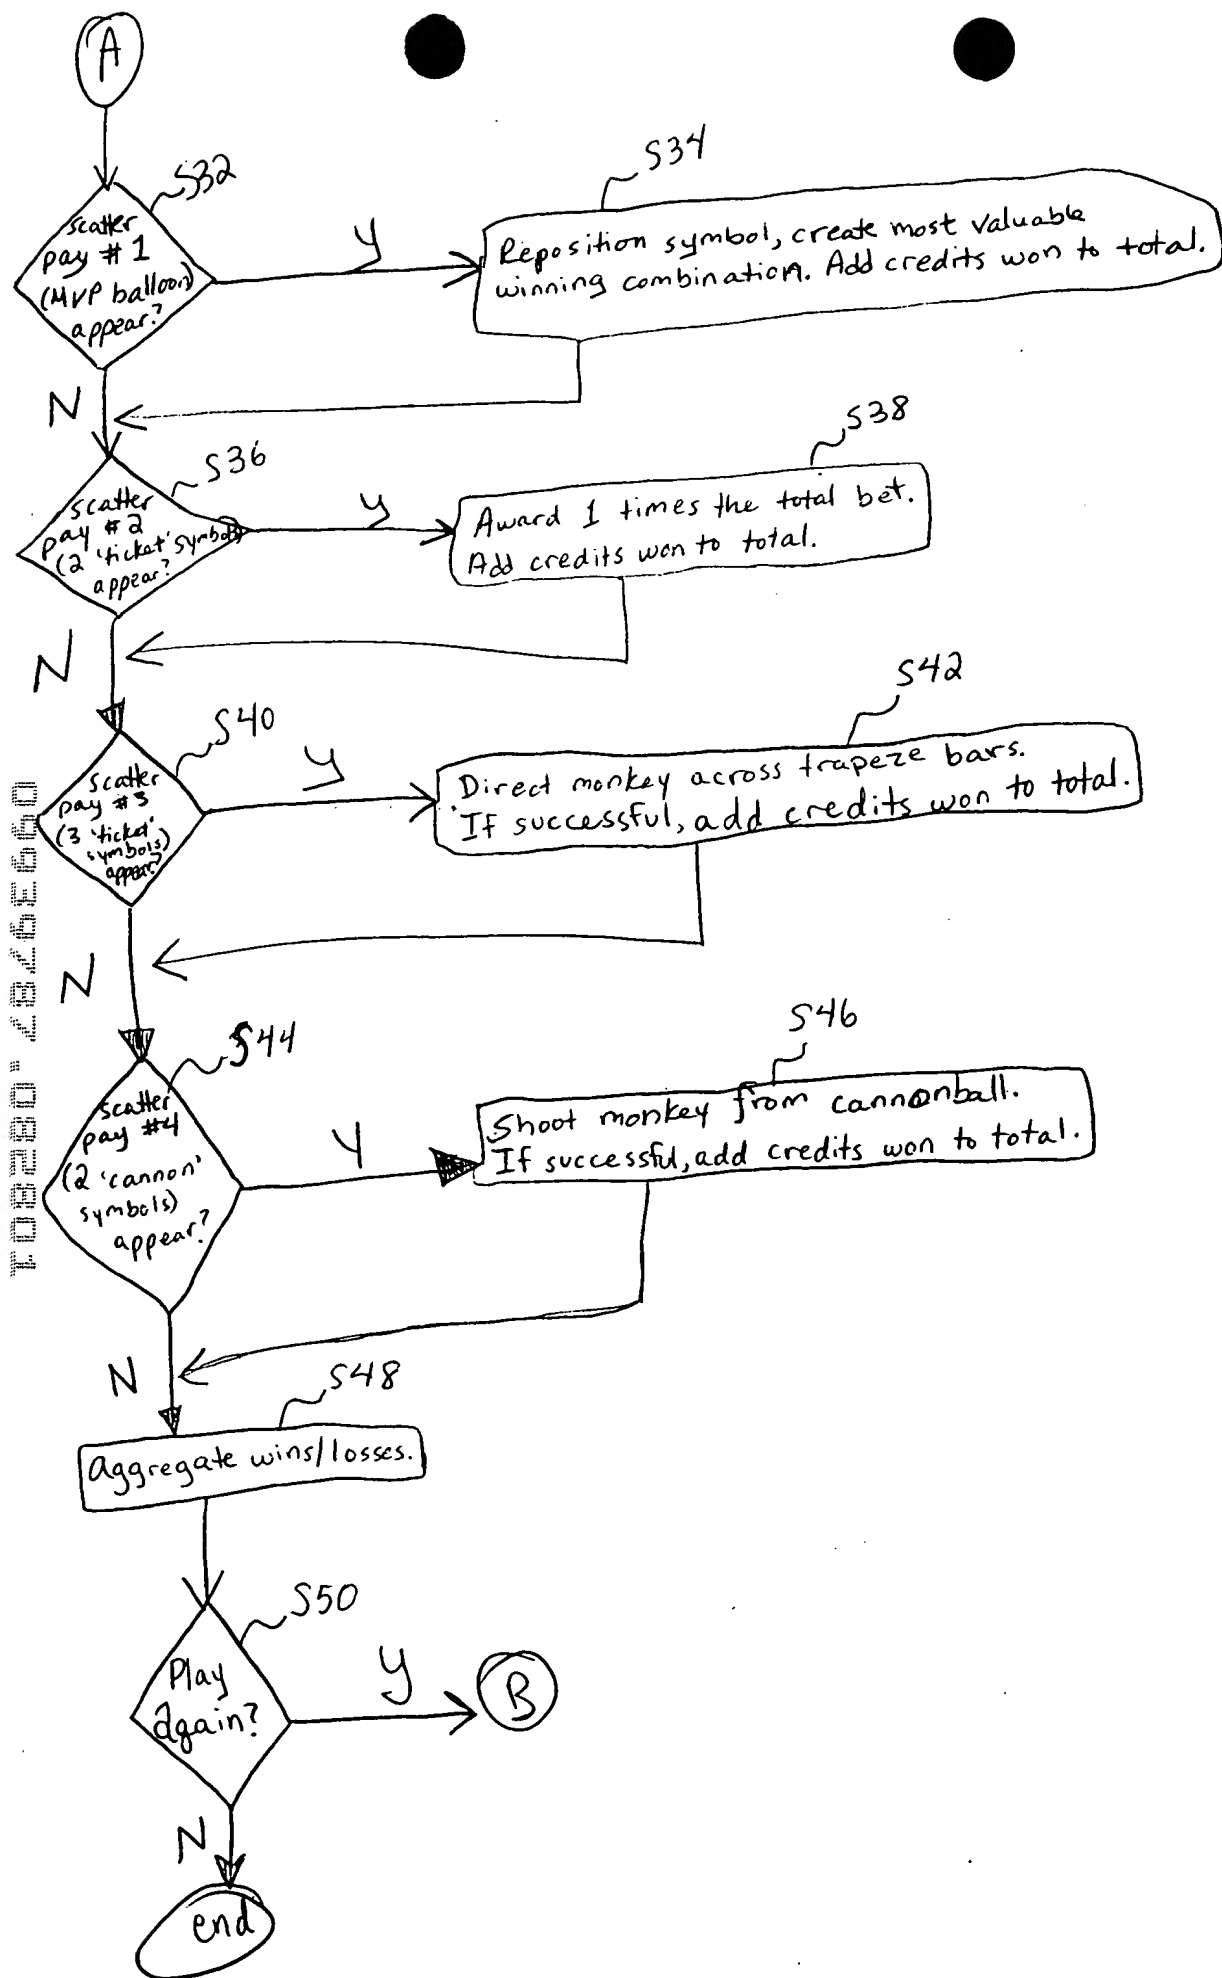 A
S32
scatter
pay #1
(MVP balloon)
appear?
Y
S34
Reposition symbol, create most valuable
winning combination. Add credits won to total.
N
S36
scatter
pay #2
(2 'ticket' symbols)
appear?
Y
S38
Award 1 times the total bet.
Add credits won to total.
N
S40
scatter
pay #3
(3 'ticket'
symbols)
appear?
Y
S42
Direct monkey across trapeze bars.
If successful, add credits won to total.
N
S44
scatter
pay #4
(2 'cannon'
symbols)
appear?
Y
S46
Shoot monkey from cannonball.
If successful, add credits won to total.
N
S48
Aggregate wins/losses.
S50
Play
again?
Y
B
N
end
09939787.082801